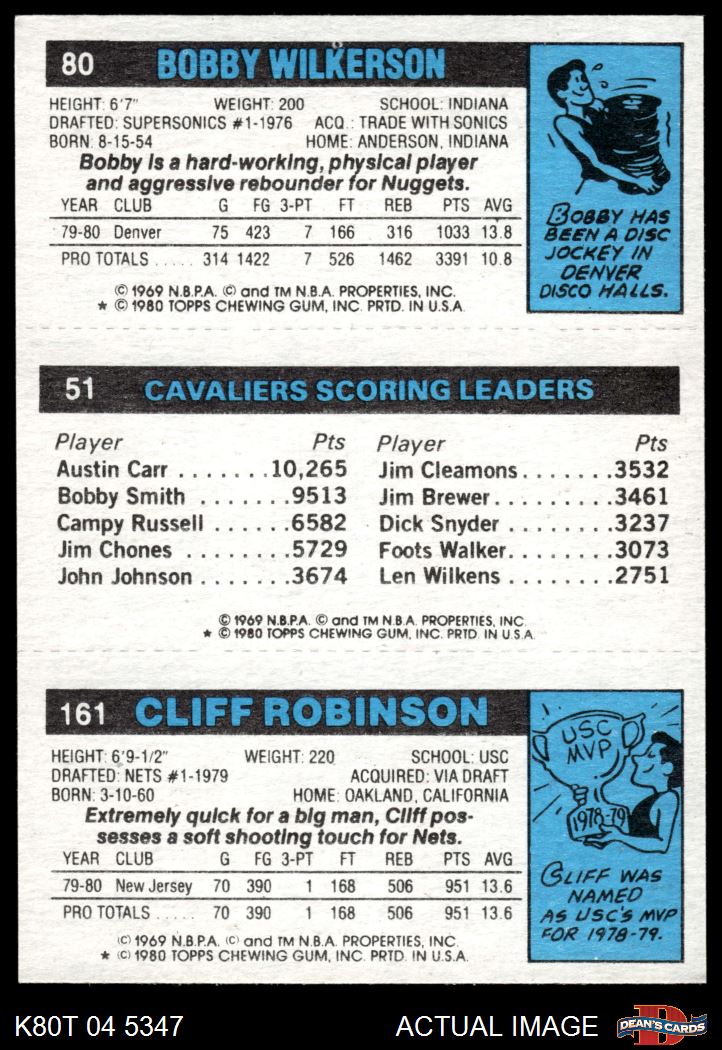 80 BOBBY WILKERSON
HEIGHT: 6'7" WEIGHT: 200 SCHOOL: INDIANA
DRAFTED: SUPERSONICS #1-1976 ACQ.: TRADE WITH SONICS
BORN: 8-15-54 HOME: ANDERSON, INDIANA
Bobby is a hard-working, physical player
and aggressive rebounder for Nuggets.
YEAR CLUB G FG 3-PT FT REB PTS AVG
79-80 Denver 75 423 7 166 316 1033 13.8
PRO TOTALS ..... 314 1422 7 526 1462 3391 10.8
© 1969 N.B.P.A. © and TM N.B.A. PROPERTIES, INC.
* © 1980 TOPPS CHEWING GUM, INC. PRTD. IN U.S.A.
BOBBY HAS
BEEN A DISC
JOCKEY IN
DENVER
DISCO HALLS.
51 CAVALIERS SCORING LEADERS
Player Pts Player Pts
Austin Carr .......10,265 Jim Cleamons.......3532
Bobby Smith .......9513 Jim Brewer.........3461
Campy Russell ......6582 Dick Snyder ........3237
Jim Chones ........5729 Foots Walker........3073
John Johnson .......3674 Len Wilkens ........2751
© 1969 N.B.P.A. © and TM N.B.A. PROPERTIES, INC.
* © 1980 TOPPS CHEWING GUM, INC. PRTD. IN U.S.A.
161 CLIFF ROBINSON
HEIGHT: 6'9-1/2" WEIGHT: 220 SCHOOL: USC
DRAFTED: NETS #1-1979 ACQUIRED: VIA DRAFT
BORN: 3-10-60 HOME: OAKLAND, CALIFORNIA
Extremely quick for a big man, Cliff pos-
sesses a soft shooting touch for Nets.
YEAR CLUB G FG 3-PT FT REB PTS AVG
79-80 New Jersey 70 390 1 168 506 951 13.6
PRO TOTALS ..... 70 390 1 168 506 951 13.6
© 1969 N.B.P.A. © and TM N.B.A. PROPERTIES, INC.
* © 1980 TOPPS CHEWING GUM, INC. PRTD. IN U.S.A.
USC
MVP
1978-79
CLIFF WAS
NAMED
AS USC'S MVP
FOR 1978-79.
K80T 04 5347 ACTUAL IMAGE D DEAN'S CARDS